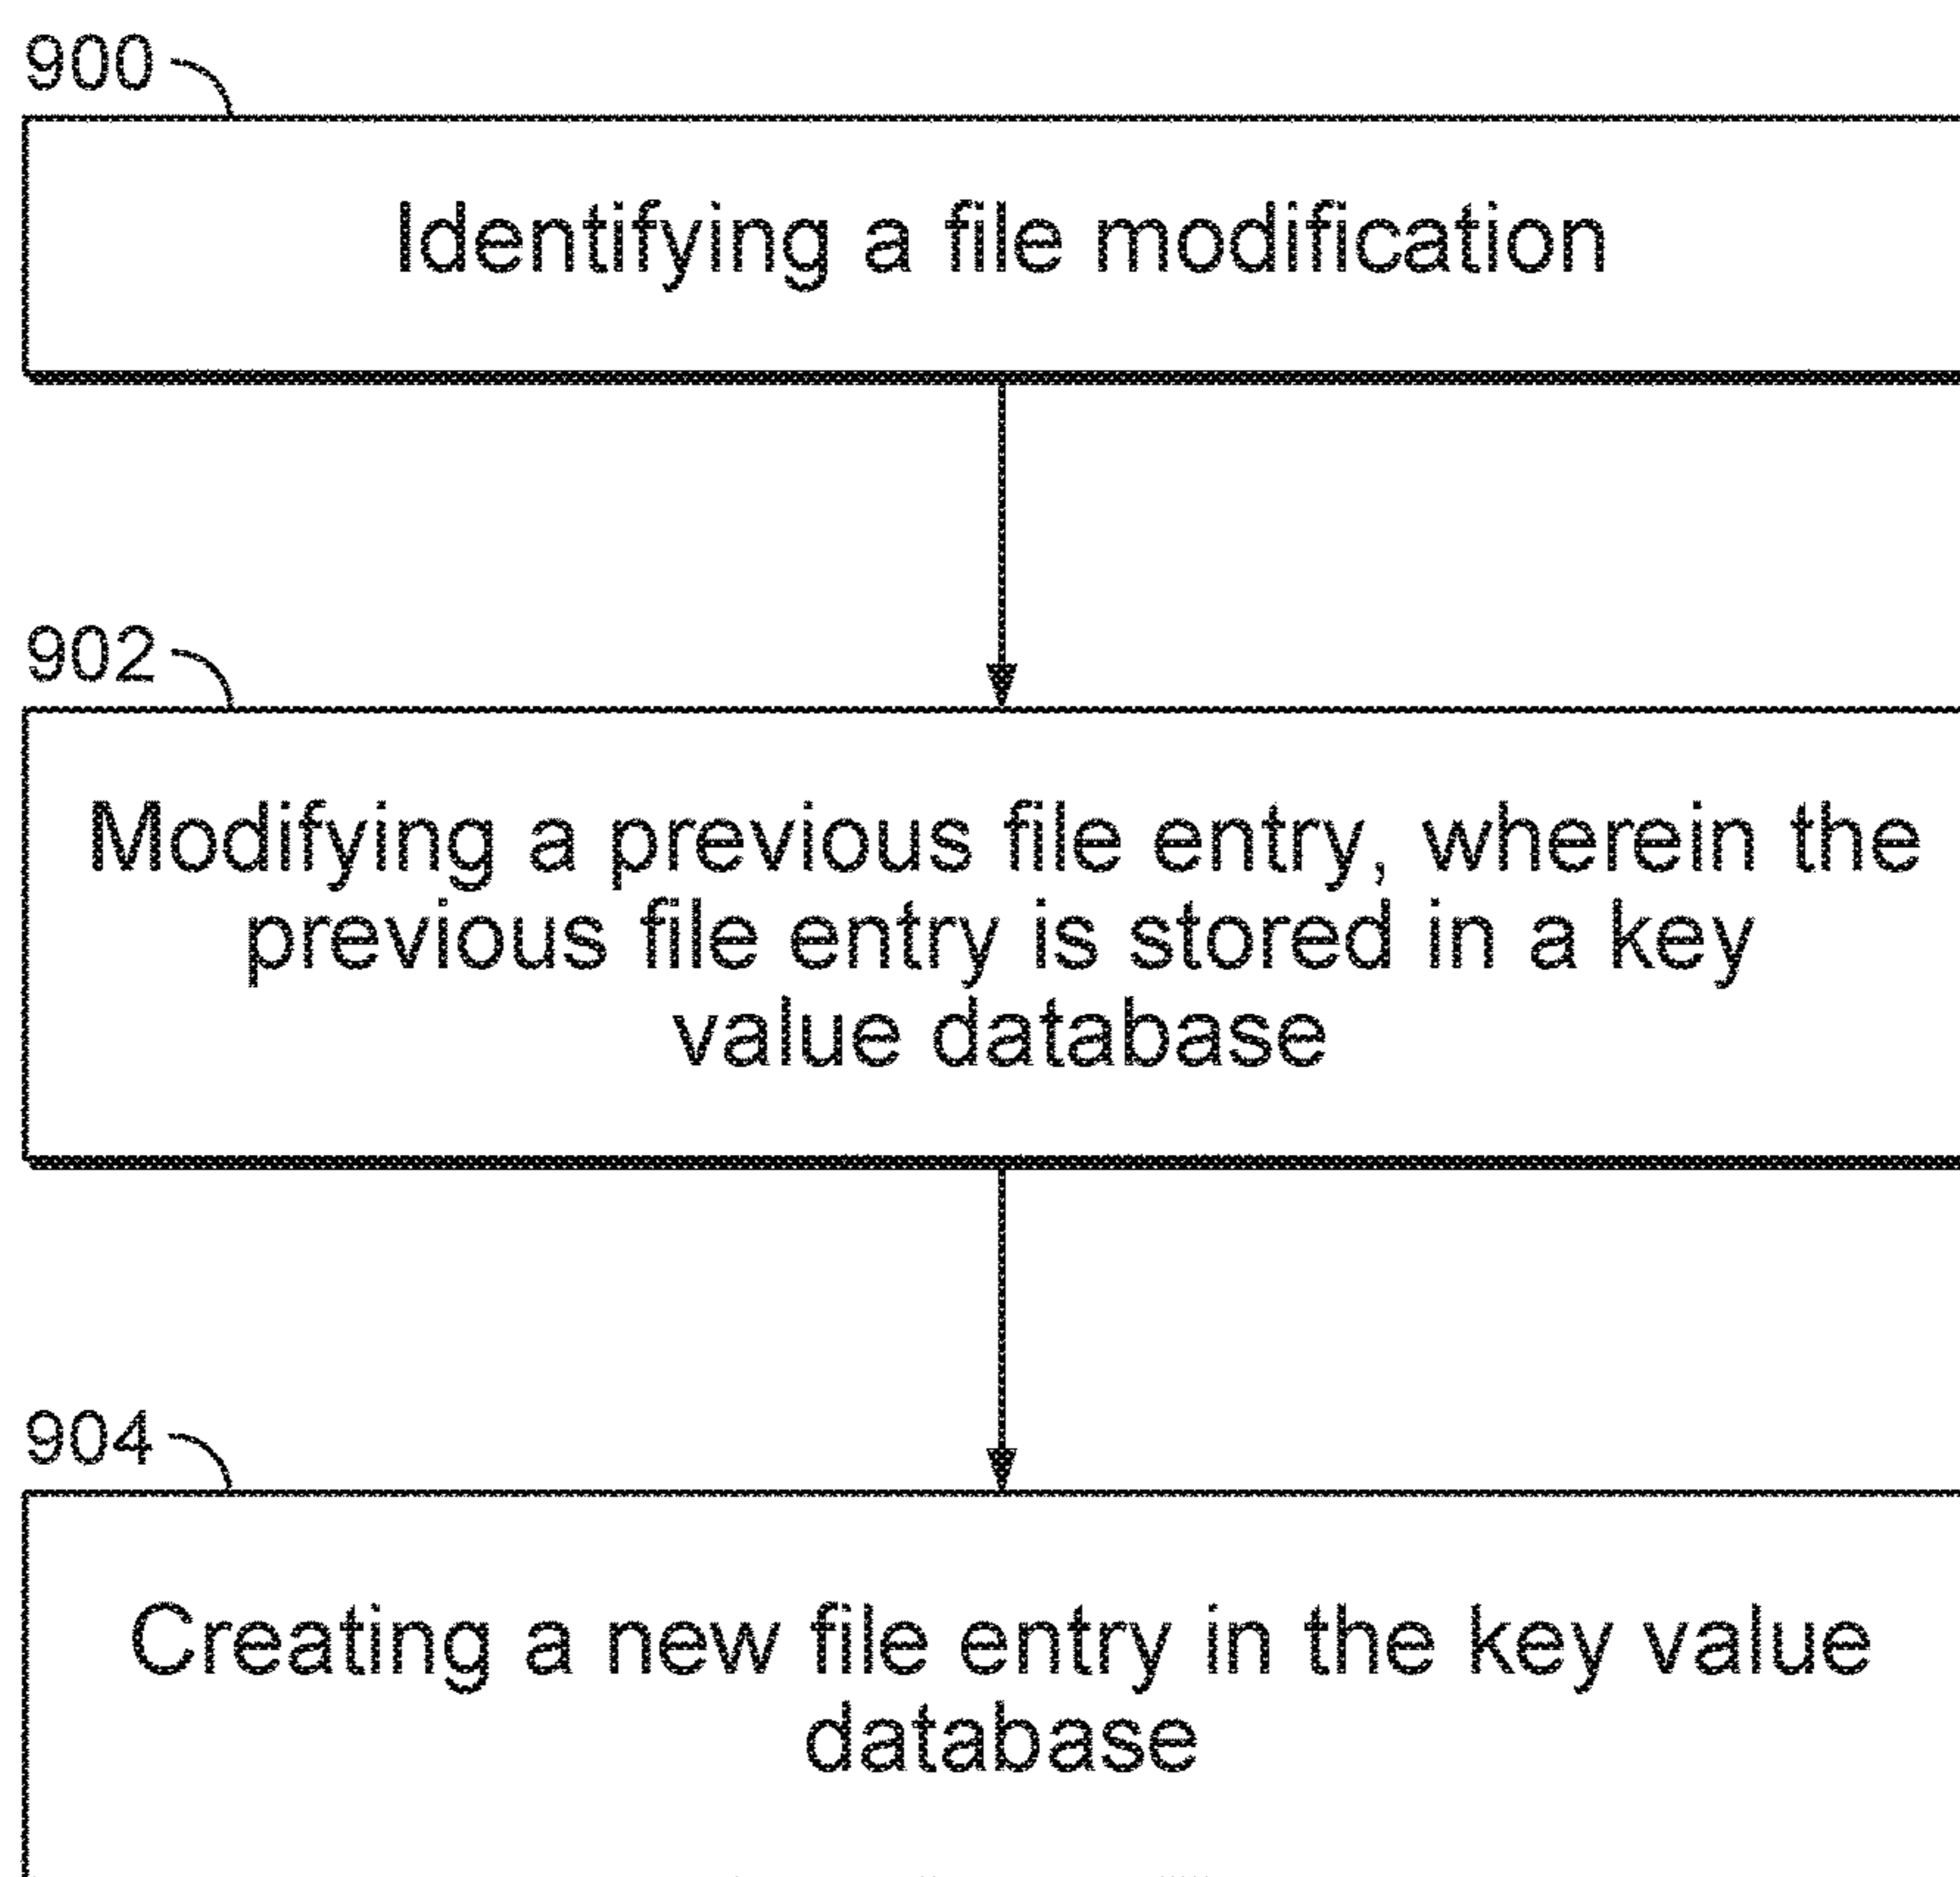 900
Identifying a file modification
902
Modifying a previous file entry, wherein the
previous file entry is stored in a key
value database
904
Creating a new file entry in the key value
database